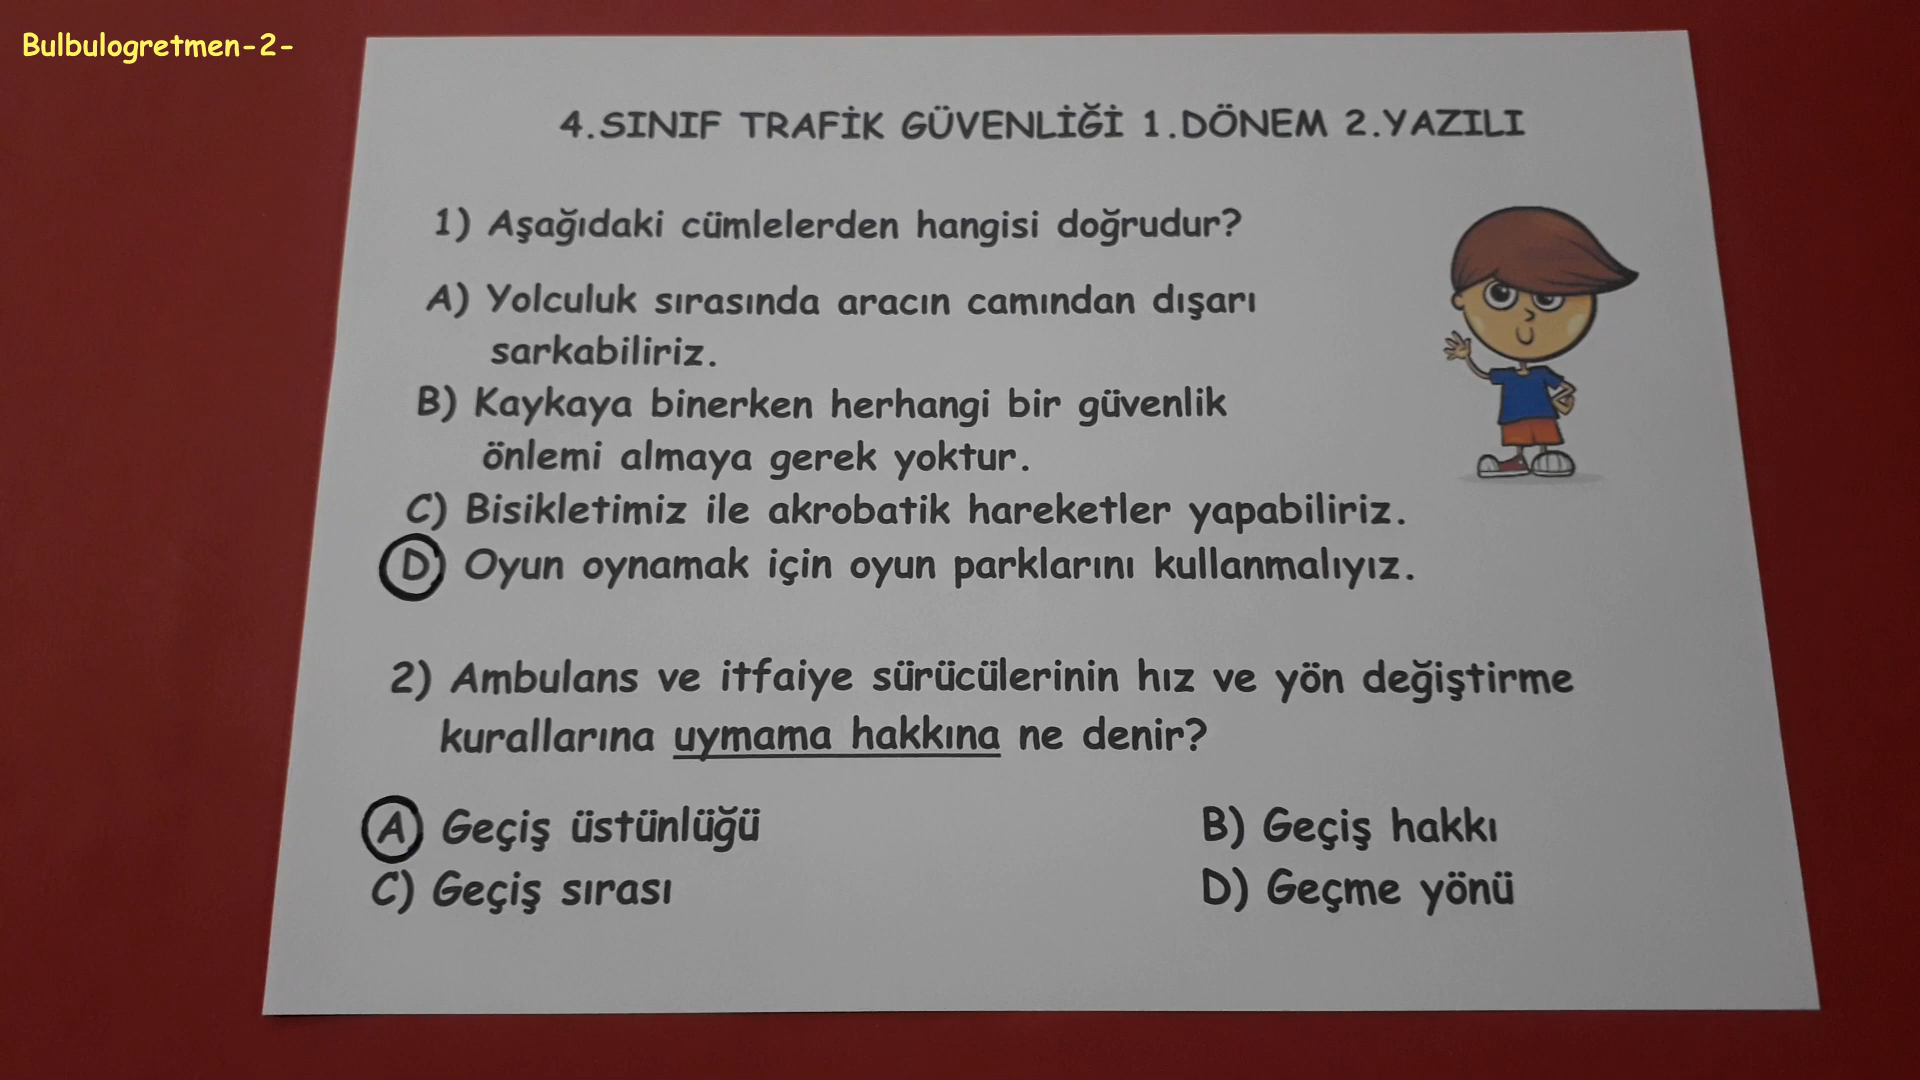 Bulbulogretmen-2-
4.SINIF TRAFİK GÜVENLİĞİ 1.DÖNEM 2.YAZILI
1) Aşağıdaki cümlelerden hangisi doğrudur?
A) Yolculuk sırasında aracın camından dışarı
sarkabiliriz.
B) Kaykaya binerken herhangi bir güvenlik
önlemi almaya gerek yoktur.
C) Bisikletimiz ile akrobatik hareketler yapabiliriz.
D) Oyun oynamak için oyun parklarını kullanmalıyız.
2) Ambulans ve itfaiye sürücülerinin hız ve yön değiştirme
kurallarına uymama hakkına ne denir?
A) Geçiş üstünlüğü
B) Geçiş hakkı
C) Geçiş sırası
D) Geçme yönü